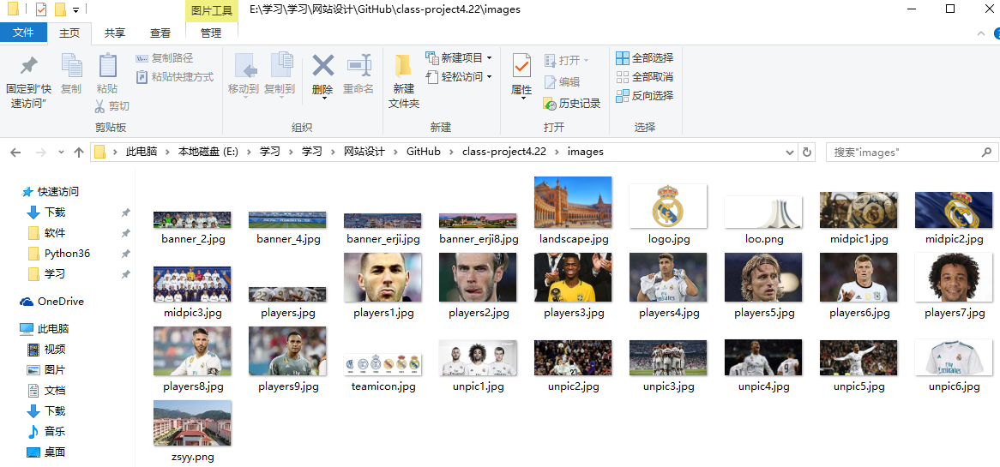 图片工具 E:\学习\学习\网站设计\GitHub\class-project4.22\images
文件 主页 共享 查看 管理
固定到"快速访问"
复制
粘贴
复制路径
粘贴快捷方式
剪切
剪贴板
移动到 复制到 删除 重命名
组织
新建文件夹
新建项目
轻松访问
新建
属性
打开
编辑
历史记录
打开
全部选择
全部取消
反向选择
选择
此电脑 本地磁盘 (E:) 学习 学习 网站设计 GitHub class-project4.22 images
搜索"images"
快速访问
下载
软件
Python36
学习
OneDrive
此电脑
视频
图片
文档
下载
音乐
桌面
banner_2.jpg banner_4.jpg banner_erji.jpg banner_erji8.jpg landscape.jpg logo.jpg loo.png midpic1.jpg midpic2.jpg
midpic3.jpg players.jpg players1.jpg players2.jpg players3.jpg players4.jpg players5.jpg players6.jpg players7.jpg
players8.jpg players9.jpg teamicon.jpg unpic1.jpg unpic2.jpg unpic3.jpg unpic4.jpg unpic5.jpg unpic6.jpg
zsyy.png